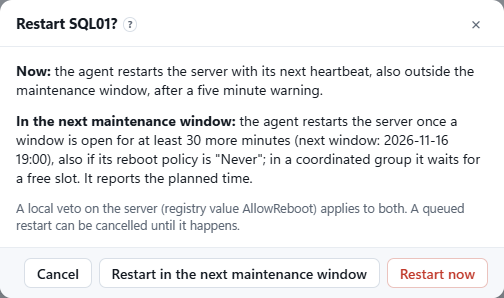 Restart SQL01? ?
Now: the agent restarts the server with its next heartbeat, also outside the
maintenance window, after a five minute warning.
In the next maintenance window: the agent restarts the server once a
window is open for at least 30 more minutes (next window: 2026-11-16
19:00), also if its reboot policy is "Never"; in a coordinated group it waits for
a free slot. It reports the planned time.
A local veto on the server (registry value AllowReboot) applies to both. A queued
restart can be cancelled until it happens.
Cancel Restart in the next maintenance window Restart now